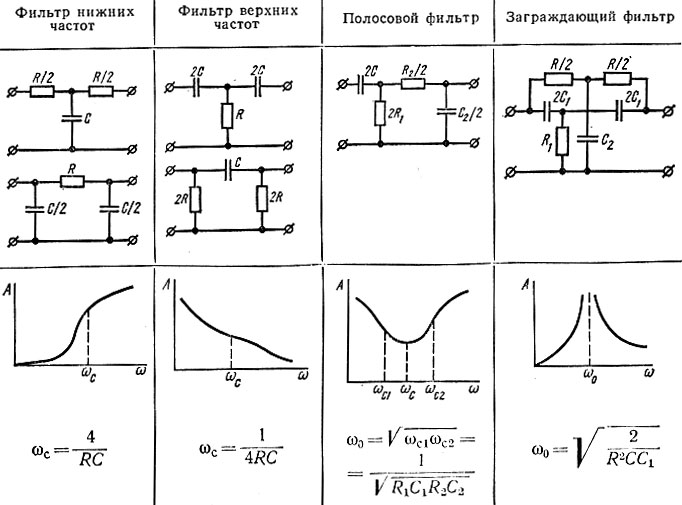 Фильтр нижних
частот
Фильтр верхних
частот
Полосовой фильтр
Заграждающий фильтр
R/2 R/2
C
R
C/2 C/2
2C 2C
R
C
2R 2R
2C R₂/2
2R₁ C₂/2
R/2 R/2
2C₁ 2C₁
R₁ C₂
A
ω_C ω
A
ω_C ω
A
ω_C1 ω_C ω_C2 ω
A
ω₀ ω
ω_c = 4/RC
ω_c = 1/4RC
ω₀ = √ω_c1ω_c2 =
= 1/√R₁C₁R₂C₂
ω₀ = √2/R²CC₁